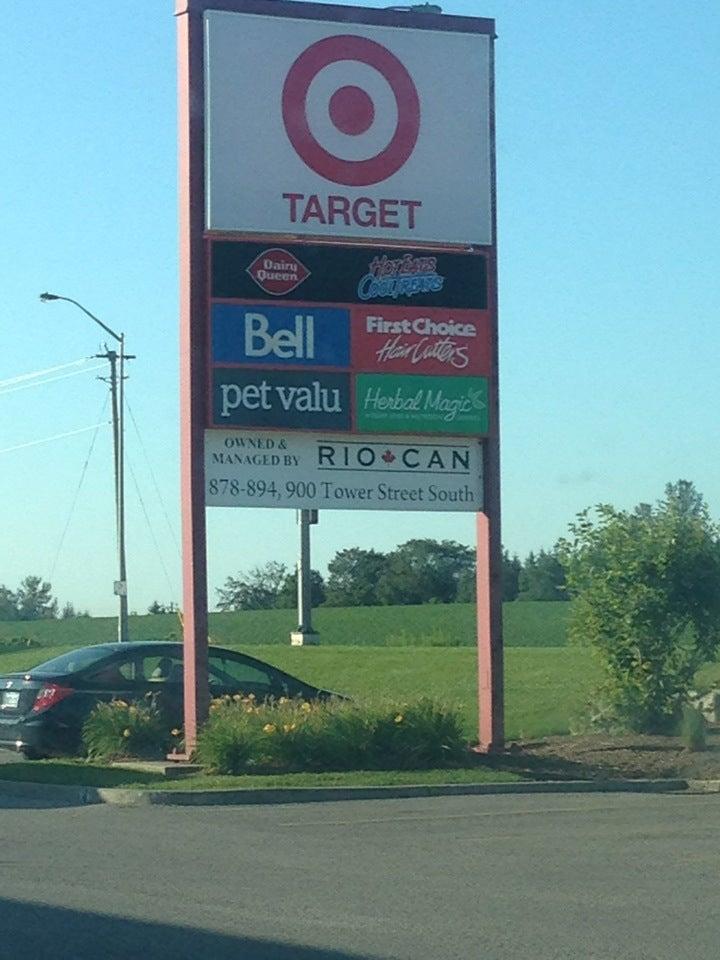 TARGET
Dairy Queen
HOT EATS
COOL TREATS
Bell
First Choice
Hair Cutters
pet valu
Herbal Magic
OWNED &
MANAGED BY
RIO CAN
878-894, 900 Tower Street South